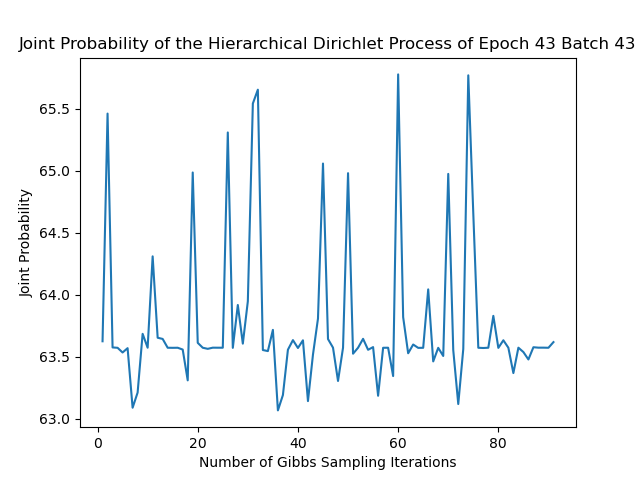 Joint Probability of the Hierarchical Dirichlet Process of Epoch 43 Batch 43
65.5
65.0
64.5
64.0
63.5
63.0
Joint Probability
0 20 40 60 80
Number of Gibbs Sampling Iterations